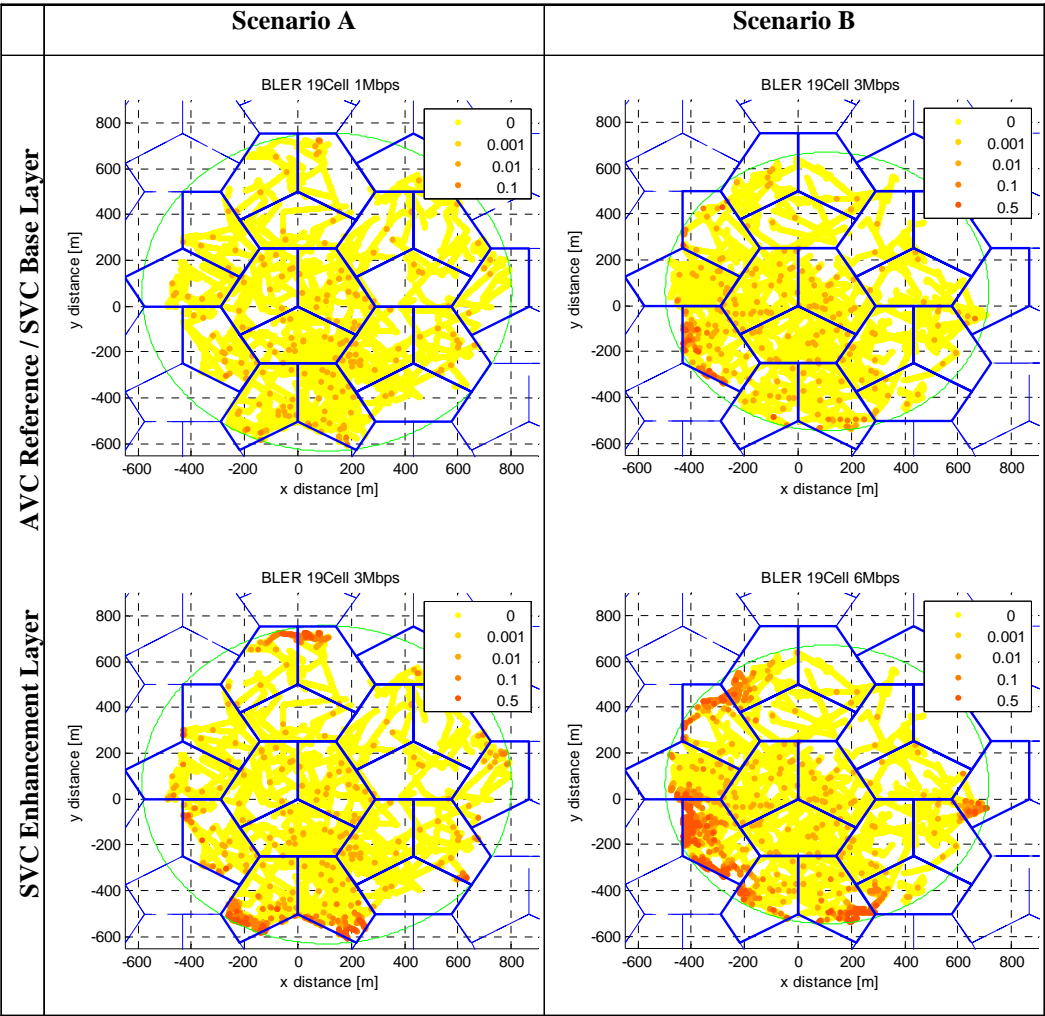 Scenario A
Scenario B
AVC Reference / SVC Base Layer
BLER 19Cell 1Mbps
800
600
400
200
0
-200
-400
-600
-600 -400 -200 0 200 400 600 800
x distance [m]
y distance [m]
0
0.001
0.01
0.1
BLER 19Cell 3Mbps
800
600
400
200
0
-200
-400
-600
-600 -400 -200 0 200 400 600 800
x distance [m]
y distance [m]
0
0.001
0.01
0.1
0.5
SVC Enhancement Layer
BLER 19Cell 3Mbps
800
600
400
200
0
-200
-400
-600
-600 -400 -200 0 200 400 600 800
x distance [m]
y distance [m]
0
0.001
0.01
0.1
0.5
BLER 19Cell 6Mbps
800
600
400
200
0
-200
-400
-600
-600 -400 -200 0 200 400 600 800
x distance [m]
y distance [m]
0
0.001
0.01
0.1
0.5